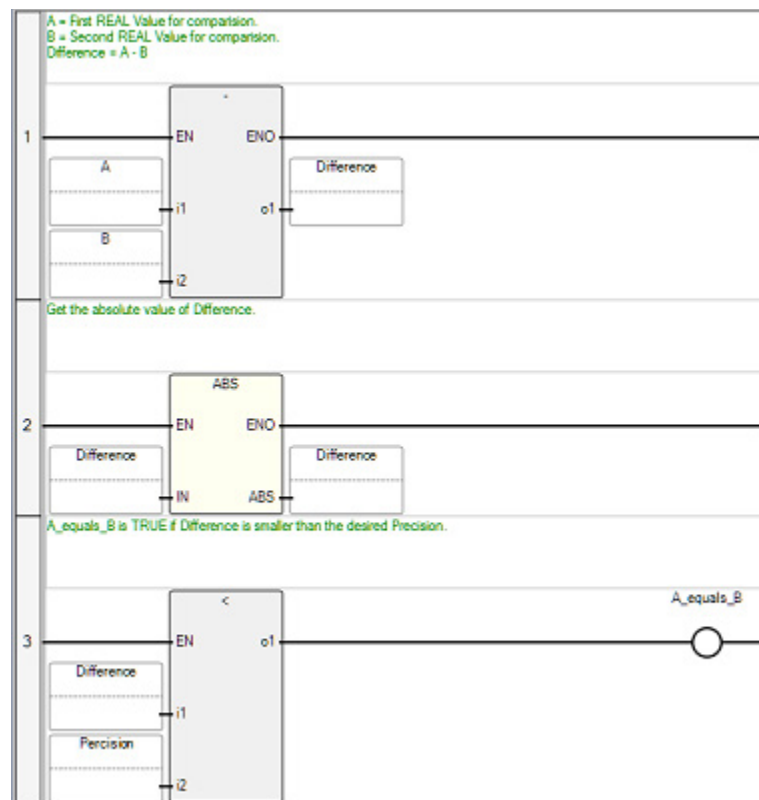 A = First REAL Value for comparision.
B = Second REAL Value for comparision.
Difference = A - B
-
1
EN ENO
A
Difference
i1 o1
B
i2
Get the absolute value of Difference.
ABS
2
EN ENO
Difference
Difference
IN ABS
A_equals_B is TRUE if Difference is smaller than the desired Precision.
<
A_equals_B
3
EN o1
Difference
i1
Percision
i2